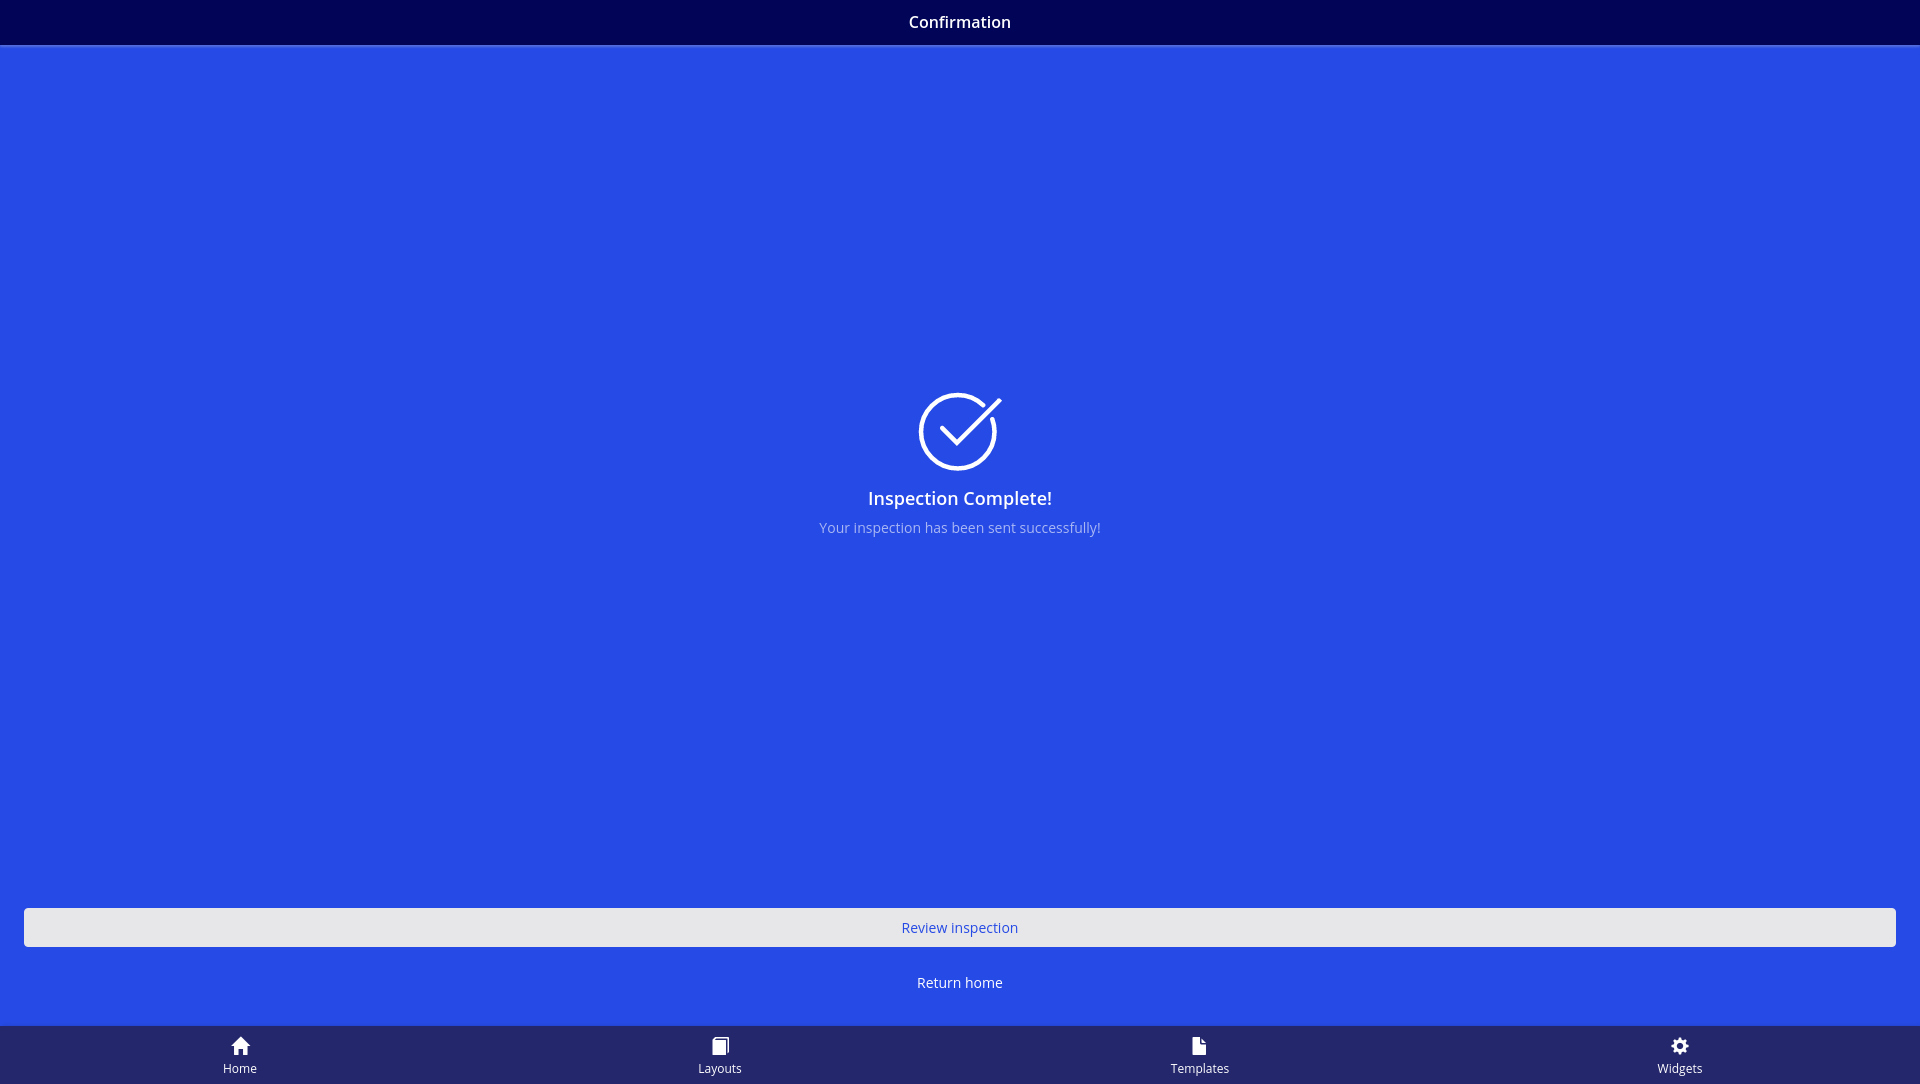 Confirmation
Inspection Complete!
Your inspection has been sent successfully!
Review inspection
Return home
Home
Layouts
Templates
Widgets